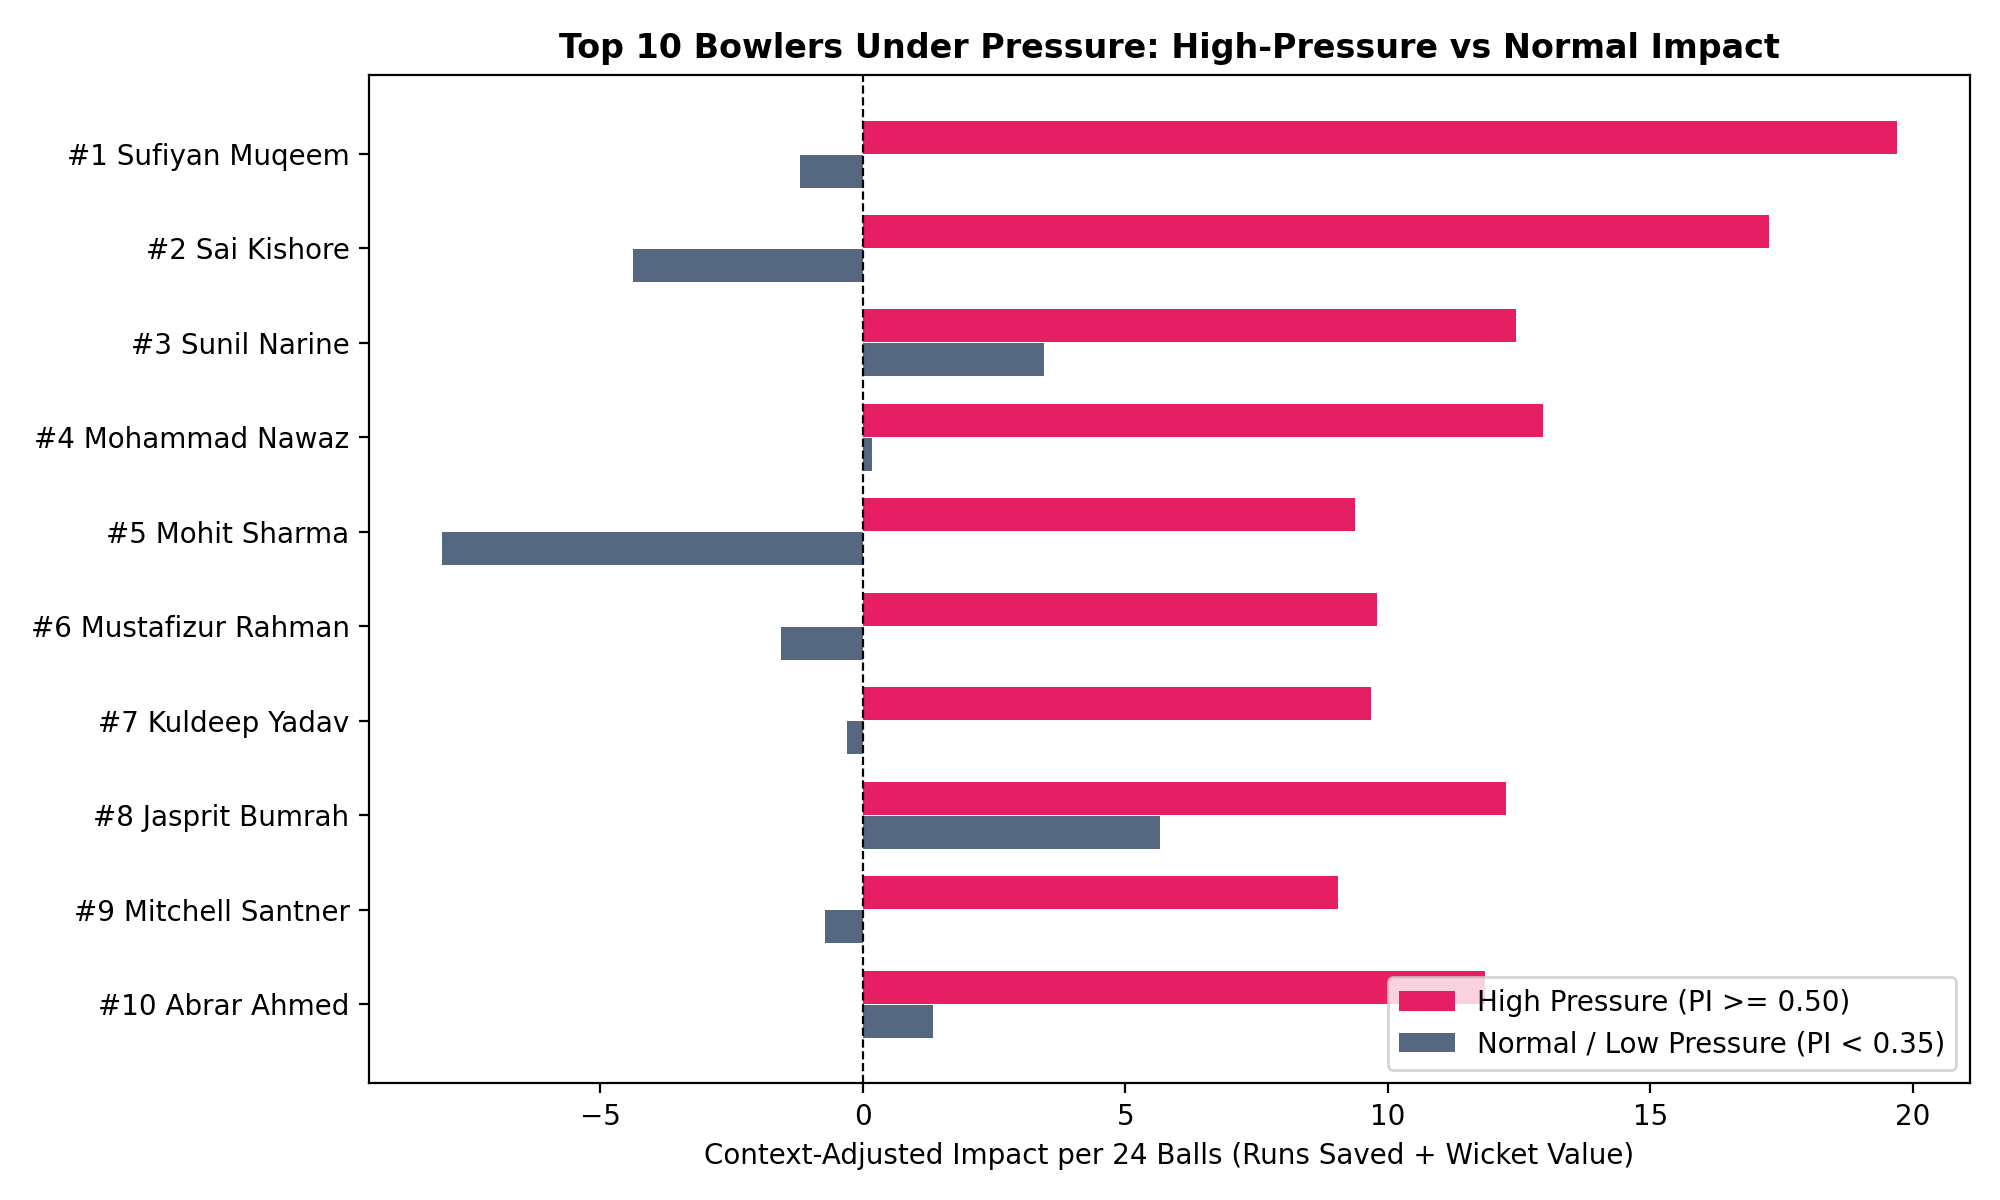 Top 10 Bowlers Under Pressure: High-Pressure vs Normal Impact
#1 Sufiyan Muqeem
#2 Sai Kishore
#3 Sunil Narine
#4 Mohammad Nawaz
#5 Mohit Sharma
#6 Mustafizur Rahman
#7 Kuldeep Yadav
#8 Jasprit Bumrah
#9 Mitchell Santner
#10 Abrar Ahmed
High Pressure (PI >= 0.50)
Normal / Low Pressure (PI < 0.35)
−5 0 5 10 15 20
Context-Adjusted Impact per 24 Balls (Runs Saved + Wicket Value)